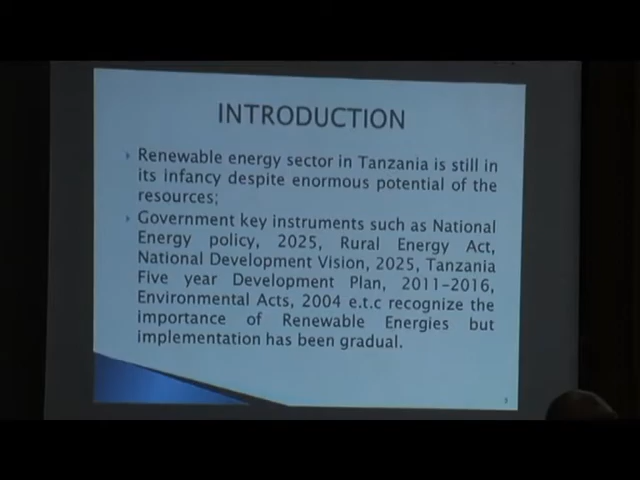 INTRODUCTION
Renewable energy sector in Tanzania is still in
its infancy despite enormous potential of the
resources;
Government key instruments such as National
Energy policy, 2025, Rural Energy Act,
National Development Vision, 2025, Tanzania
Five year Development Plan, 2011-2016,
Environmental Acts, 2004 e.t.c recognize the
importance of Renewable Energies but
implementation has been gradual.